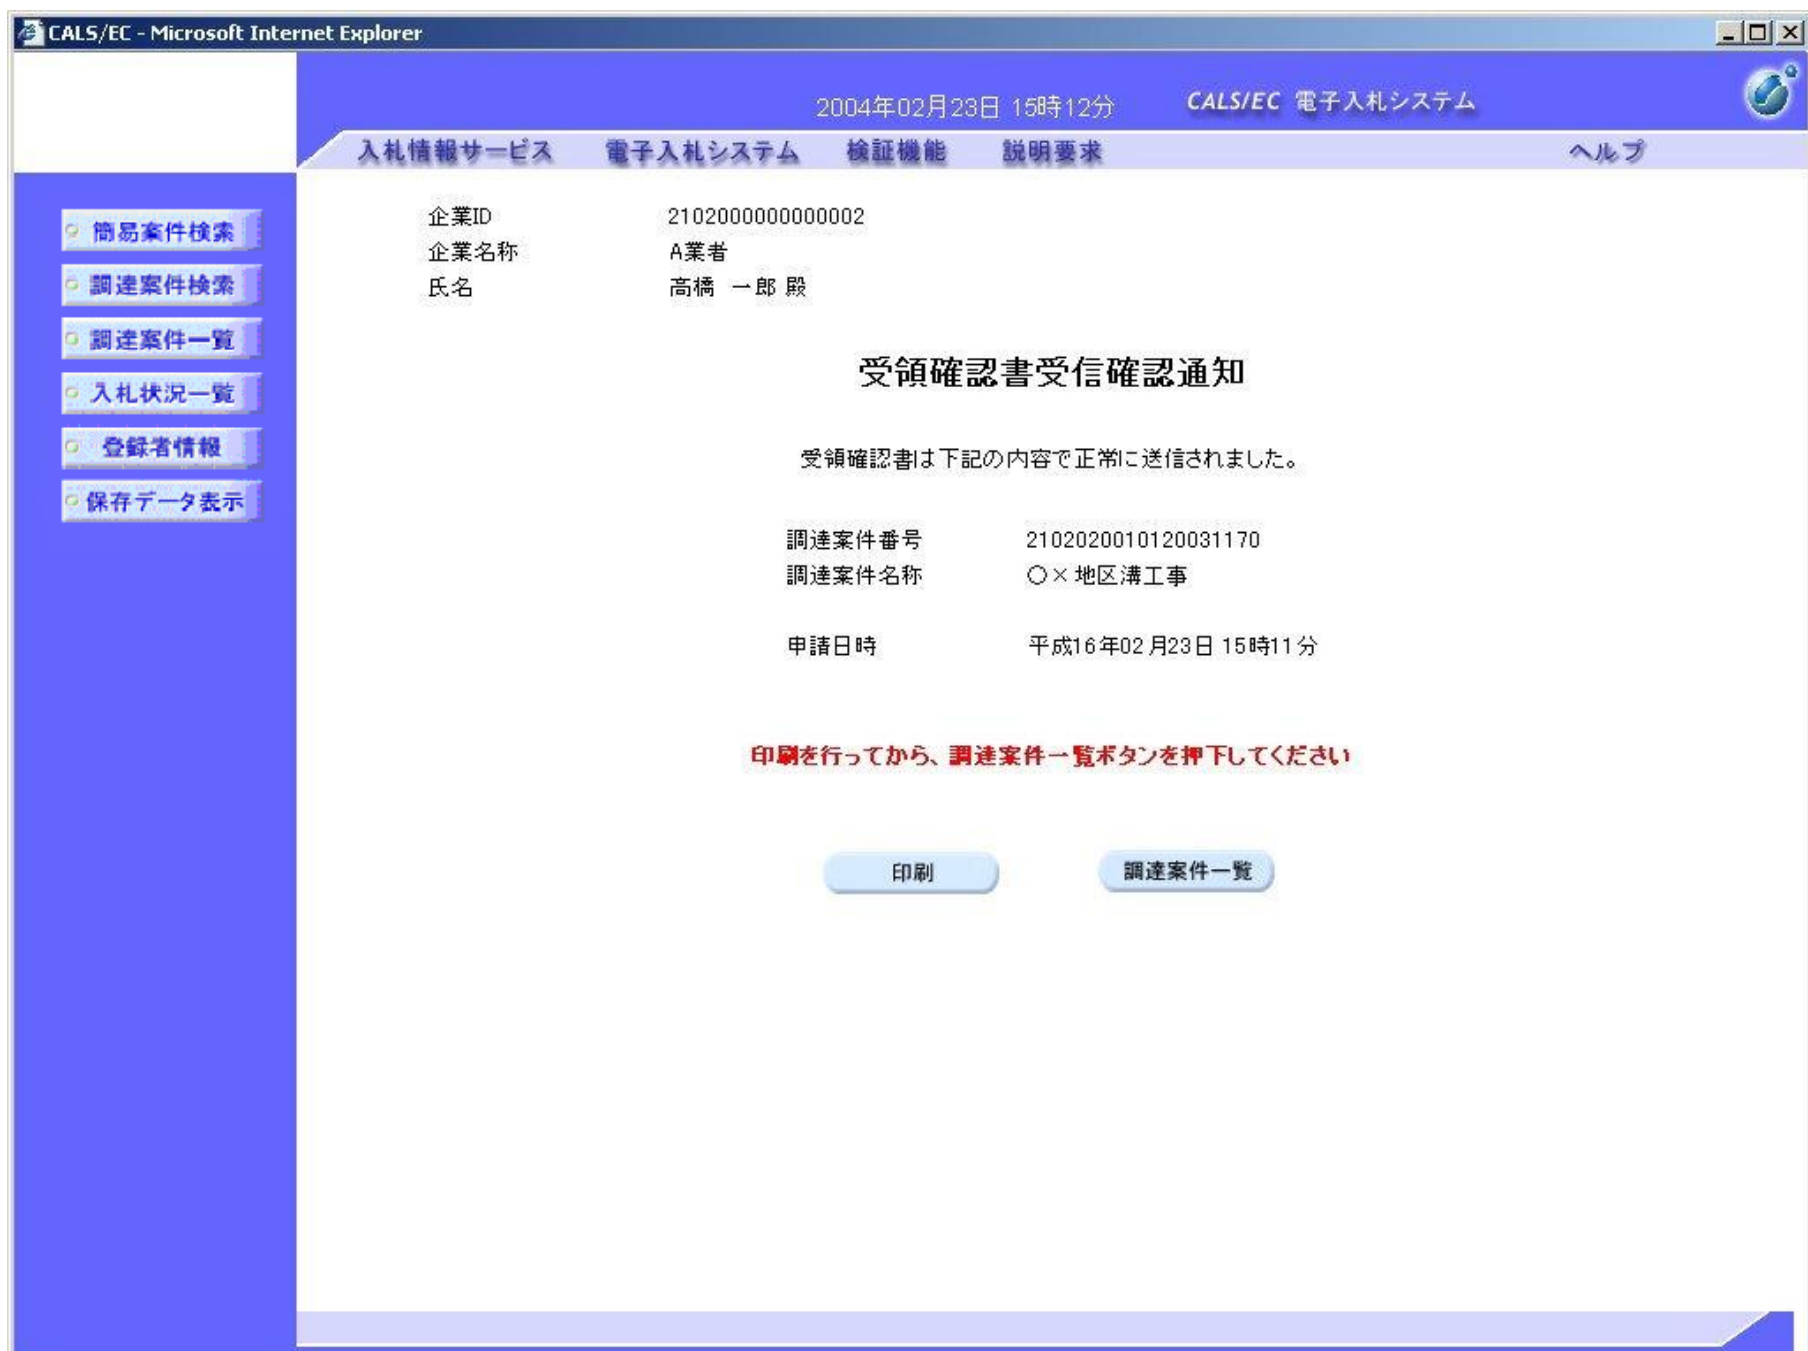 CALS/EC - Microsoft Internet Explorer
2004年02月23日 15時12分 CALS/EC 電子入札システム
入札情報サービス 電子入札システム 検証機能 説明要求 ヘルプ
簡易案件検索
調達案件検索
調達案件一覧
入札状況一覧
登録者情報
保存データ表示
企業ID 2102000000000002
企業名称 A業者
氏名 高橋 一郎 殿
受領確認書受信確認通知
受領確認書は下記の内容で正常に送信されました。
調達案件番号 2102020010120031170
調達案件名称 〇×地区溝工事
申請日時 平成16年02月23日 15時11分
印刷を行ってから、調達案件一覧ボタンを押下してください
印刷 調達案件一覧